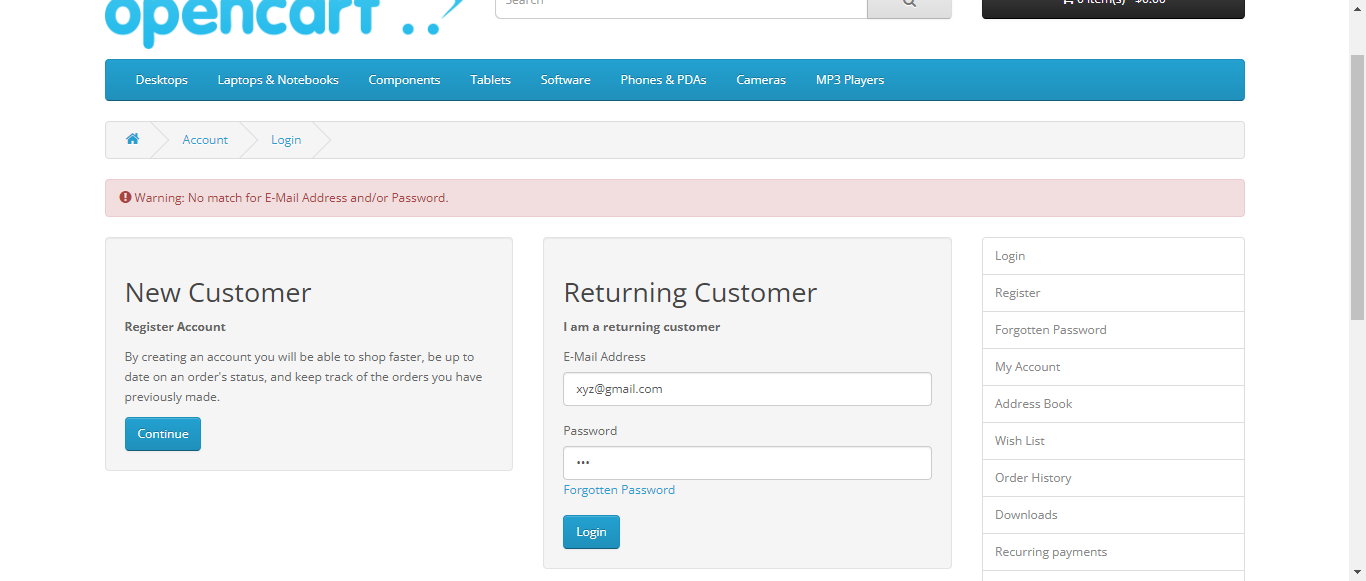 opencart
Search
0 item(s) - $0.00
Desktops Laptops & Notebooks Components Tablets Software Phones & PDAs Cameras MP3 Players
Account Login
Warning: No match for E-Mail Address and/or Password.
New Customer
Register Account
By creating an account you will be able to shop faster, be up to
date on an order's status, and keep track of the orders you have
previously made.
Continue
Returning Customer
I am a returning customer
E-Mail Address
xyz@gmail.com
Password
•••
Forgotten Password
Login
Login
Register
Forgotten Password
My Account
Address Book
Wish List
Order History
Downloads
Recurring payments